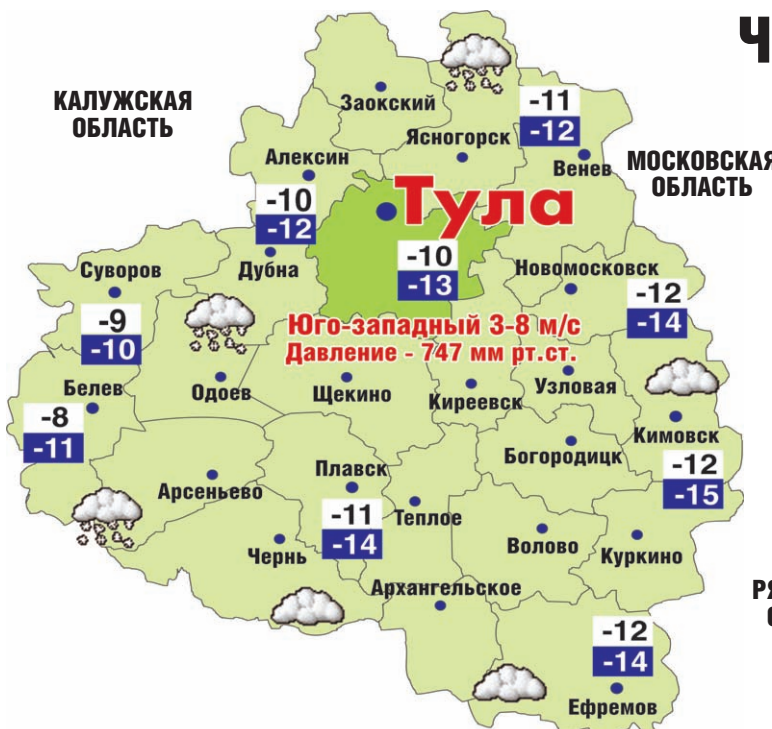 Ч
КАЛУЖСКАЯ
ОБЛАСТЬ
Заокский
-11
-12
Ясногорск
Венев
МОСКОВСКАЯ
ОБЛАСТЬ
Алексин
-10
-12
Тула
Дубна
-10
-13
Суворов
Новомосковск
-12
-14
-9
-10
Юго-западный 3-8 м/с
Давление - 747 мм рт.ст.
Белев
Одоев
Щекино
Киреевск
Узловая
-8
-11
Кимовск
Богородицк
-12
-15
Арсеньево
Плавск
-11
-14
Теплое
Чернь
Волово
Куркино
Архангельское
-12
-14
Ефремов